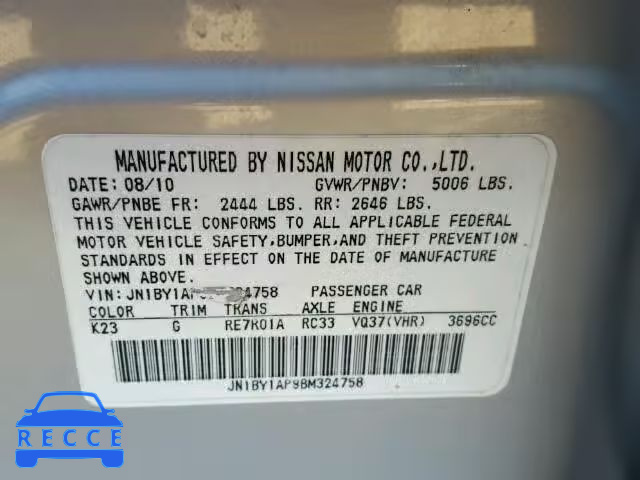 MANUFACTURED BY NISSAN MOTOR CO.,LTD.
DATE: 08/10 GVWR/PNBV: 5006 LBS.
GAWR/PNBE FR: 2444 LBS. RR: 2646 LBS.
THIS VEHICLE CONFORMS TO ALL APPLICABLE FEDERAL
MOTOR VEHICLE SAFETY,BUMPER,AND THEFT PREVENTION
STANDARDS IN EFFECT ON THE DATE OF MANUFACTURE
SHOWN ABOVE.
VIN: PASSENGER CAR
COLOR TRIM TRANS AXLE ENGINE
K23 G RE7R01A RC33 VQ37(VHR) 3696CC
JN1BY1AP9BM324758
RECCE